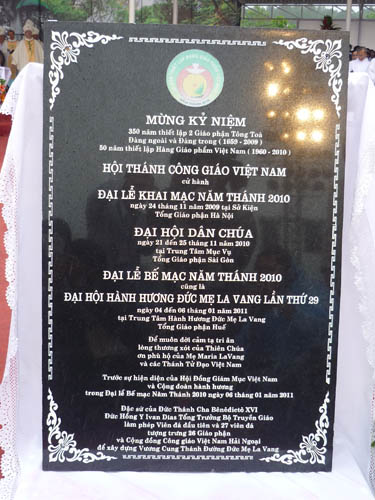 MỪNG KỶ NIỆM
350 năm thiết lập 2 Giáo phận Tông Toà
Đàng ngoài và Đàng trong ( 1659 - 2009 )
50 năm thiết lập Hàng Giáo phẩm Việt Nam ( 1960 - 2010 )
HỘI THÁNH CÔNG GIÁO VIỆT NAM
cử hành
ĐẠI LỄ KHAI MẠC NĂM THÁNH 2010
ngày 24 tháng 11 năm 2009 tại Sở Kiện
Tổng Giáo phận Hà Nội
ĐẠI HỘI DÂN CHÚA
ngày 21 đến 25 tháng 11 năm 2010
tại Trung Tâm Mục Vụ
Tổng Giáo phận Sài Gòn
ĐẠI LỄ BẾ MẠC NĂM THÁNH 2010
cũng là
ĐẠI HỘI HÀNH HƯƠNG ĐỨC MẸ LA VANG LẦN THỨ 29
ngày 04 đến 06 tháng 01 năm 2011
tại Trung Tâm Hành Hương Đức Mẹ La Vang
Tổng Giáo phận Huế
Để muôn đời cảm tạ tri ân
lòng thương xót của Thiên Chúa
ơn phù hộ của Mẹ Maria LaVang
và các Thánh Tử Đạo Việt Nam
Trước sự hiện diện của Hội Đồng Giám Mục Việt Nam
và Cộng đoàn hành hương
trong Đại lễ Bế mạc Năm Thánh 2010 ngày 06 tháng 01 năm 2011
Đặc sứ của Đức Thánh Cha Bênêdictô XVI
Đức Hồng Y Ivan Dias Tổng Trưởng Bộ Truyền Giáo
làm phép Viên đá đầu tiên và 27 viên đá
tượng trưng 26 Giáo phận
và Cộng đồng Công giáo Việt Nam Hải Ngoại
để xây dựng Vương Cung Thánh Đường Đức Mẹ La Vang